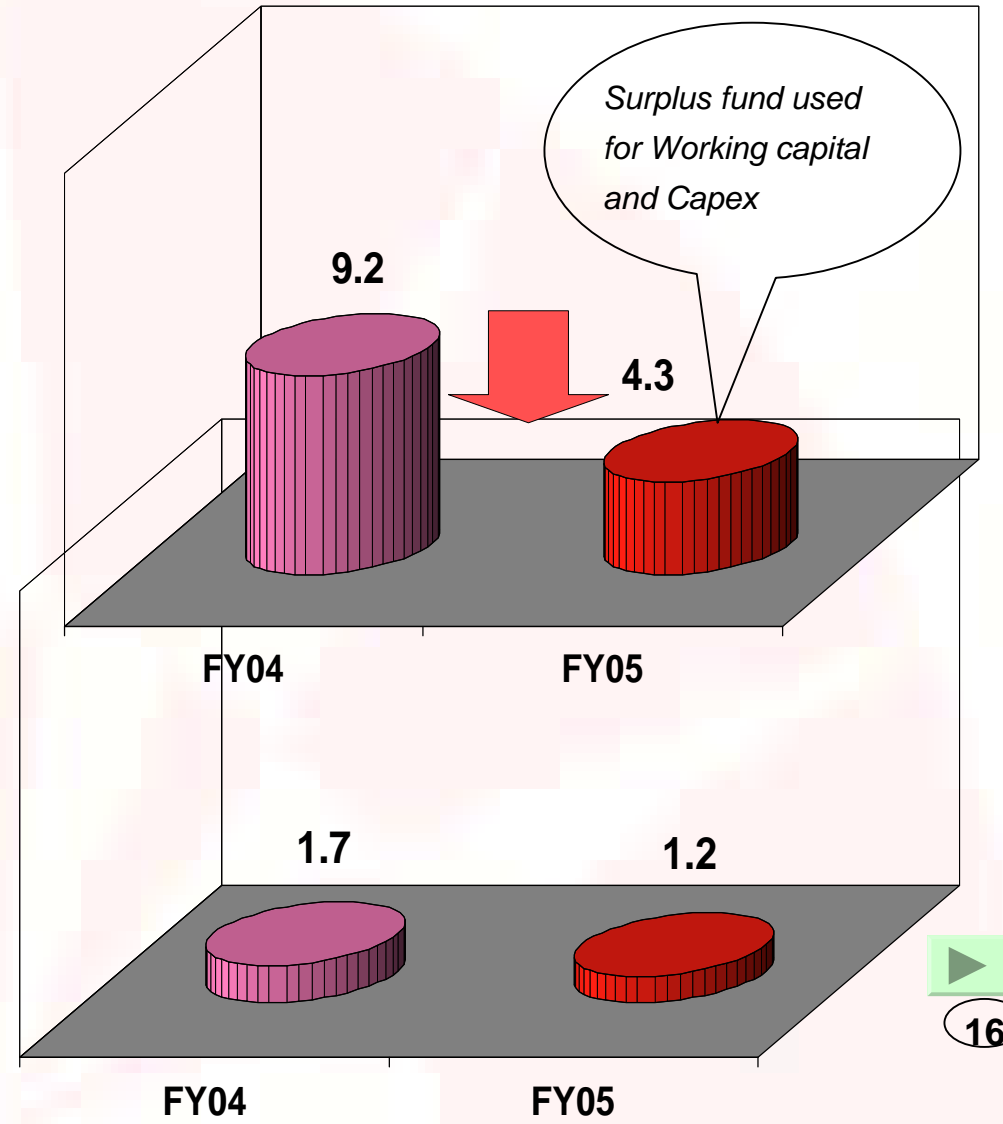 Surplus fund used
for Working capital
and Capex
9.2
4.3
FY04 FY05
1.7
1.2
16
FY04 FY05